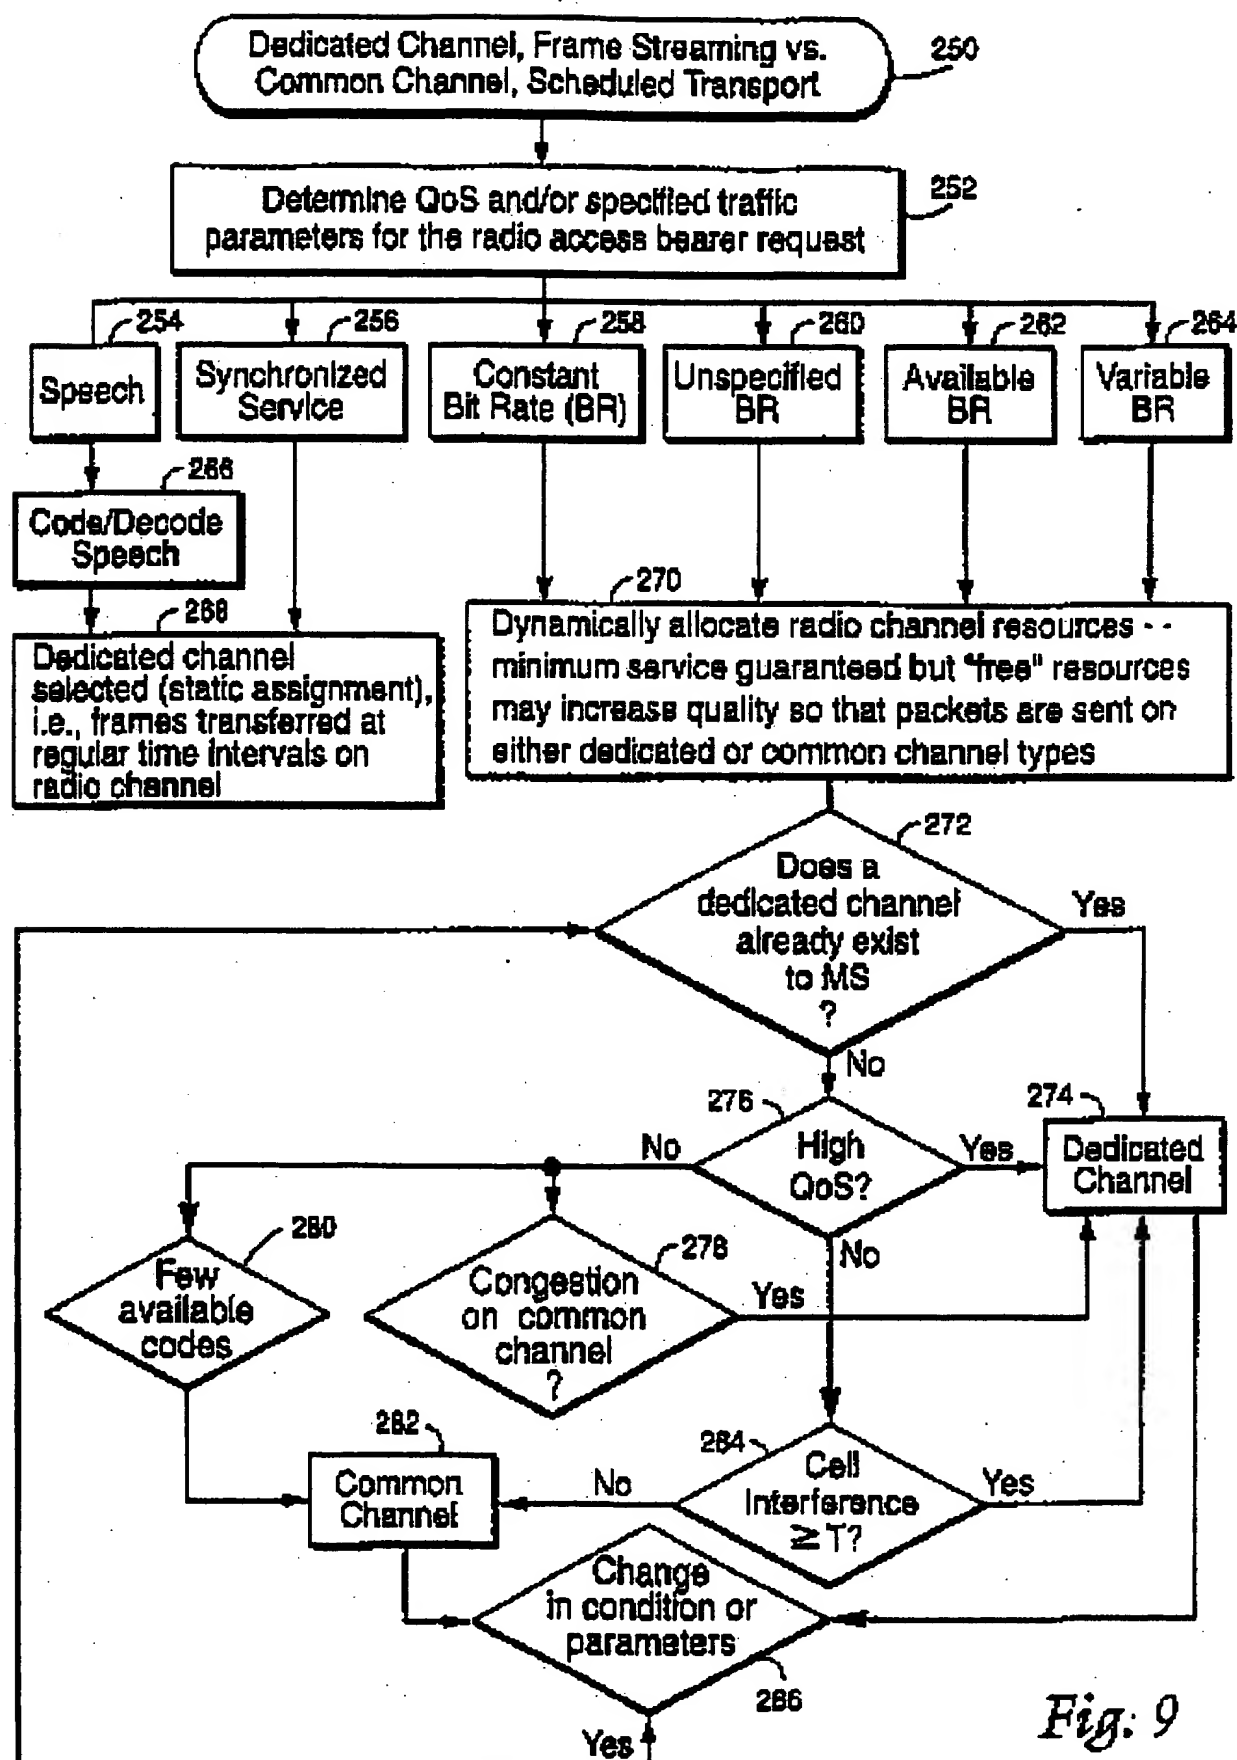 Dedicated Channel, Frame Streaming vs.
Common Channel, Scheduled Transport
250
Determine QoS and/or specified traffic
parameters for the radio access bearer request
252
254
256
258
260
262
264
Speech
Synchronized
Service
Constant
Bit Rate (BR)
Unspecified
BR
Available
BR
Variable
BR
266
Code/Decode
Speech
268
Dedicated channel
selected (static assignment),
i.e., frames transferred at
regular time intervals on
radio channel
270
Dynamically allocate radio channel resources --
minimum service guaranteed but "free" resources
may increase quality so that packets are sent on
either dedicated or common channel types
272
Does a
dedicated channel
already exist
to MS
?
Yes
No
276
High
QoS?
No
Yes
No
274
Dedicated
Channel
280
Few
available
codes
278
Congestion
on common
channel
?
Yes
282
Common
Channel
284
Cell
Interference
≥ T?
No
Yes
Change
in condition or
parameters
286
Yes
Fig. 9